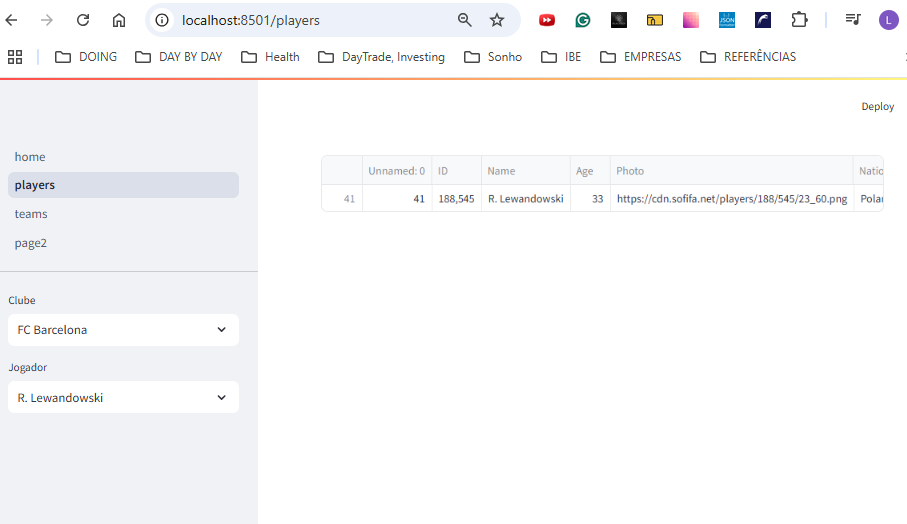 localhost:8501/players
L
DOING DAY BY DAY Health DayTrade, Investing Sonho IBE EMPRESAS REFERÊNCIAS
Deploy
home
players
teams
page2
Clube
FC Barcelona
Jogador
R. Lewandowski
Unnamed: 0 ID Name Age Photo Natio
41 41 188,545 R. Lewandowski 33 https://cdn.sofifa.net/players/188/545/23_60.png Polar